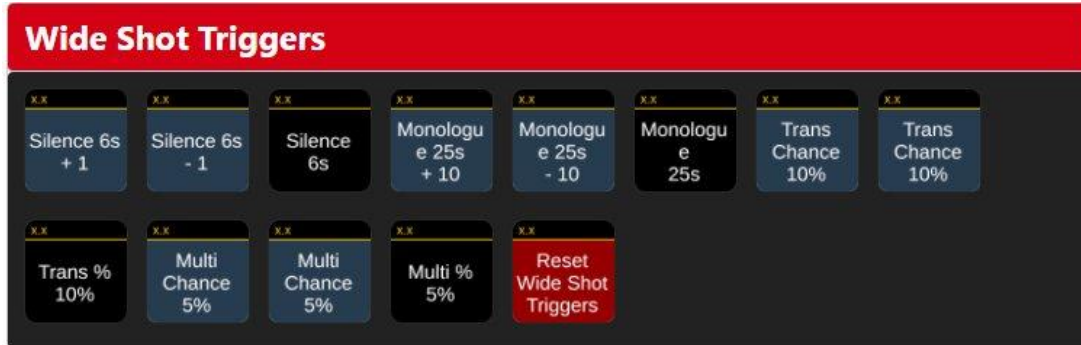 Wide Shot Triggers
x.x
Silence 6s
+ 1
x.x
Silence 6s
- 1
x.x
Silence
6s
x.x
Monologu
e 25s
+ 10
x.x
Monologu
e 25s
- 10
x.x
Monologu
e
25s
x.x
Trans
Chance
10%
x.x
Trans
Chance
10%
x.x
Trans %
10%
x.x
Multi
Chance
5%
x.x
Multi
Chance
5%
x.x
Multi %
5%
x.x
Reset
Wide Shot
Triggers